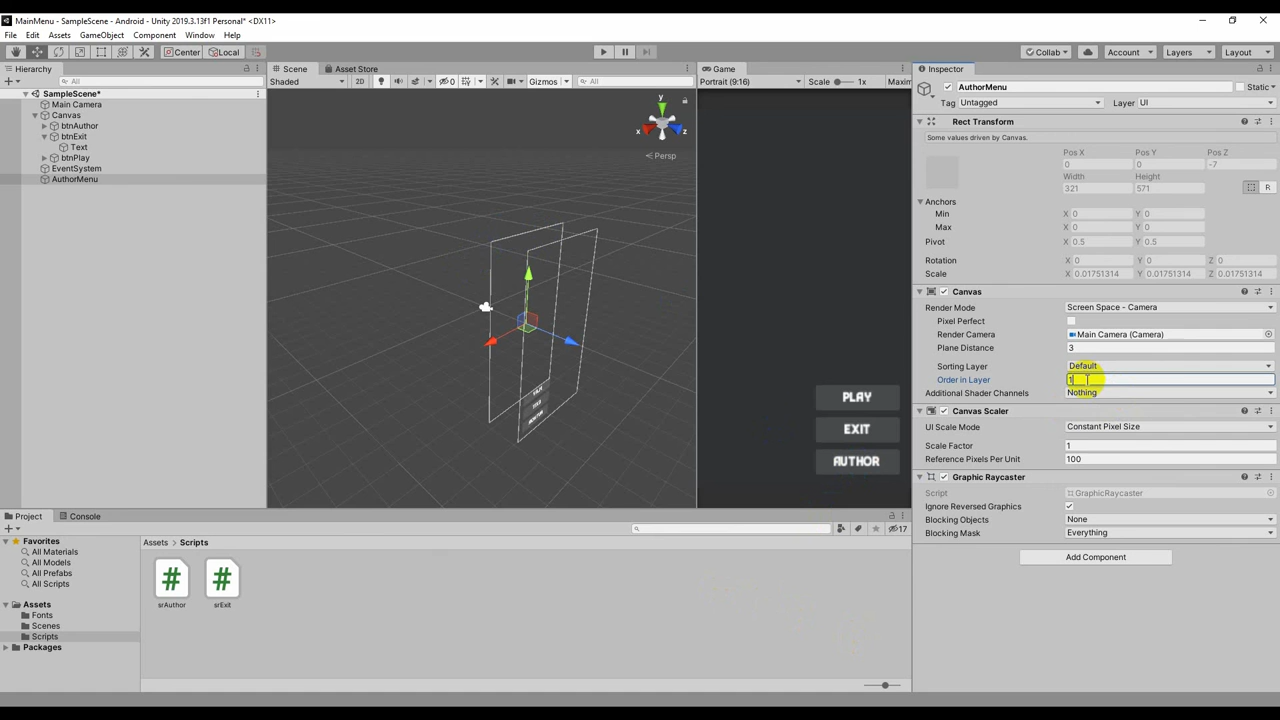 MainMenu - SampleScene - Android - Unity 2019.3.13f1 Personal* <DX11>
File Edit Assets GameObject Component Window Help
Center Local Collab Account Layers Layout
Hierarchy
All
SampleScene*
Main Camera
Canvas
btnAuthor
btnExit
Text
btnPlay
EventSystem
AuthorMenu
Scene Asset Store
Shaded 2D 0 Gizmos All
y
x z
Persp
Game
Portrait (9:16) Scale 1x Maxim
PLAY
EXIT
AUTHOR
Inspector
AuthorMenu Static
Tag Untagged Layer UI
Rect Transform
Some values driven by Canvas.
Pos X Pos Y Pos Z
0 0 -7
Width Height
321 571
R
Anchors
Min X 0 Y 0
Max X 0 Y 0
Pivot X 0.5 Y 0.5
Rotation X 0 Y 0 Z 0
Scale X 0.01751314 Y 0.01751314 Z 0.01751314
Canvas
Render Mode Screen Space - Camera
Pixel Perfect
Render Camera Main Camera (Camera)
Plane Distance 3
Sorting Layer Default
Order in Layer 1
Additional Shader Channels Nothing
Canvas Scaler
UI Scale Mode Constant Pixel Size
Scale Factor 1
Reference Pixels Per Unit 100
Graphic Raycaster
Script GraphicRaycaster
Ignore Reversed Graphics
Blocking Objects None
Blocking Mask Everything
Add Component
Project Console
17
Favorites
All Materials
All Models
All Prefabs
All Scripts
Assets
Fonts
Scenes
Scripts
Packages
Assets Scripts
srAuthor srExit